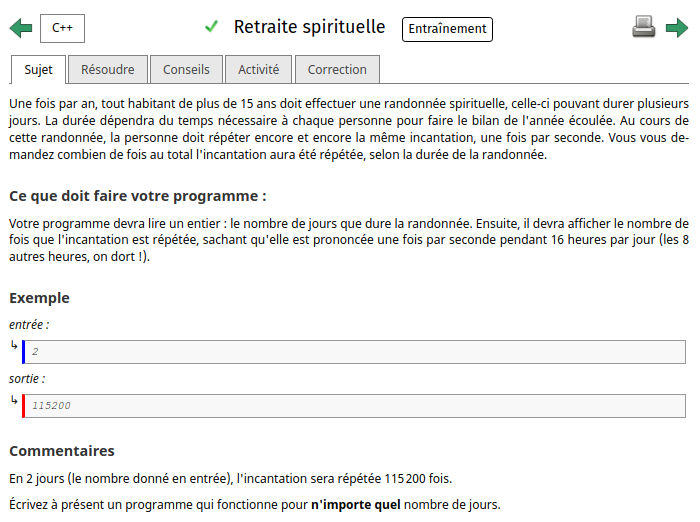 C++ Retraite spirituelle Entraînement
Sujet Résoudre Conseils Activité Correction
Une fois par an, tout habitant de plus de 15 ans doit effectuer une randonnée spirituelle, celle-ci pouvant durer plusieurs
jours. La durée dépendra du temps nécessaire à chaque personne pour faire le bilan de l'année écoulée. Au cours de
cette randonnée, la personne doit répéter encore et encore la même incantation, une fois par seconde. Vous vous de-
mandez combien de fois au total l'incantation aura été répétée, selon la durée de la randonnée.
Ce que doit faire votre programme :
Votre programme devra lire un entier : le nombre de jours que dure la randonnée. Ensuite, il devra afficher le nombre de
fois que l'incantation est répétée, sachant qu'elle est prononcée une fois par seconde pendant 16 heures par jour (les 8
autres heures, on dort !).
Exemple
entrée :
2
sortie :
115200
Commentaires
En 2 jours (le nombre donné en entrée), l'incantation sera répétée 115 200 fois.
Écrivez à présent un programme qui fonctionne pour n'importe quel nombre de jours.